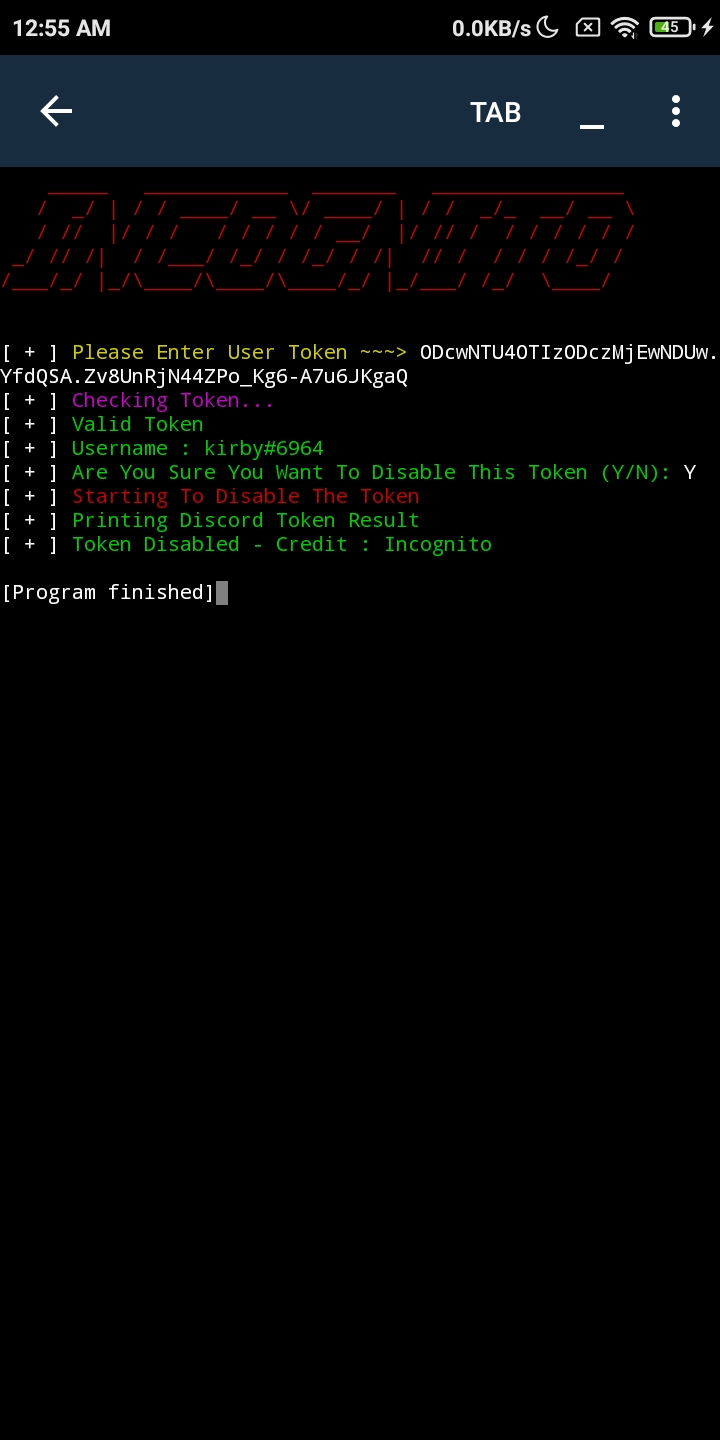 12:55 AM 0.0KB/s 45
TAB
INCOGNITO
[ + ] Please Enter User Token ~~~> ODcwNTU4OTIzODczMjEwNDUw.
YfdQSA.Zv8UnRjN44ZPo_Kg6-A7u6JKgaQ
[ + ] Checking Token...
[ + ] Valid Token
[ + ] Username : kirby#6964
[ + ] Are You Sure You Want To Disable This Token (Y/N): Y
[ + ] Starting To Disable The Token
[ + ] Printing Discord Token Result
[ + ] Token Disabled - Credit : Incognito
[Program finished]